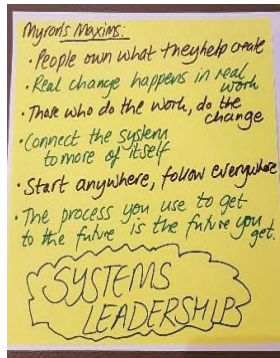 Myron's Maxims:
• People own what they help create
• Real change happens in real
work
• Those who do the work, do the
change
• Connect the system
to more of itself
• Start anywhere, follow everywhere
• The process you use to get
to the future is the future you
get.
SYSTEMS
LEADERSHIP